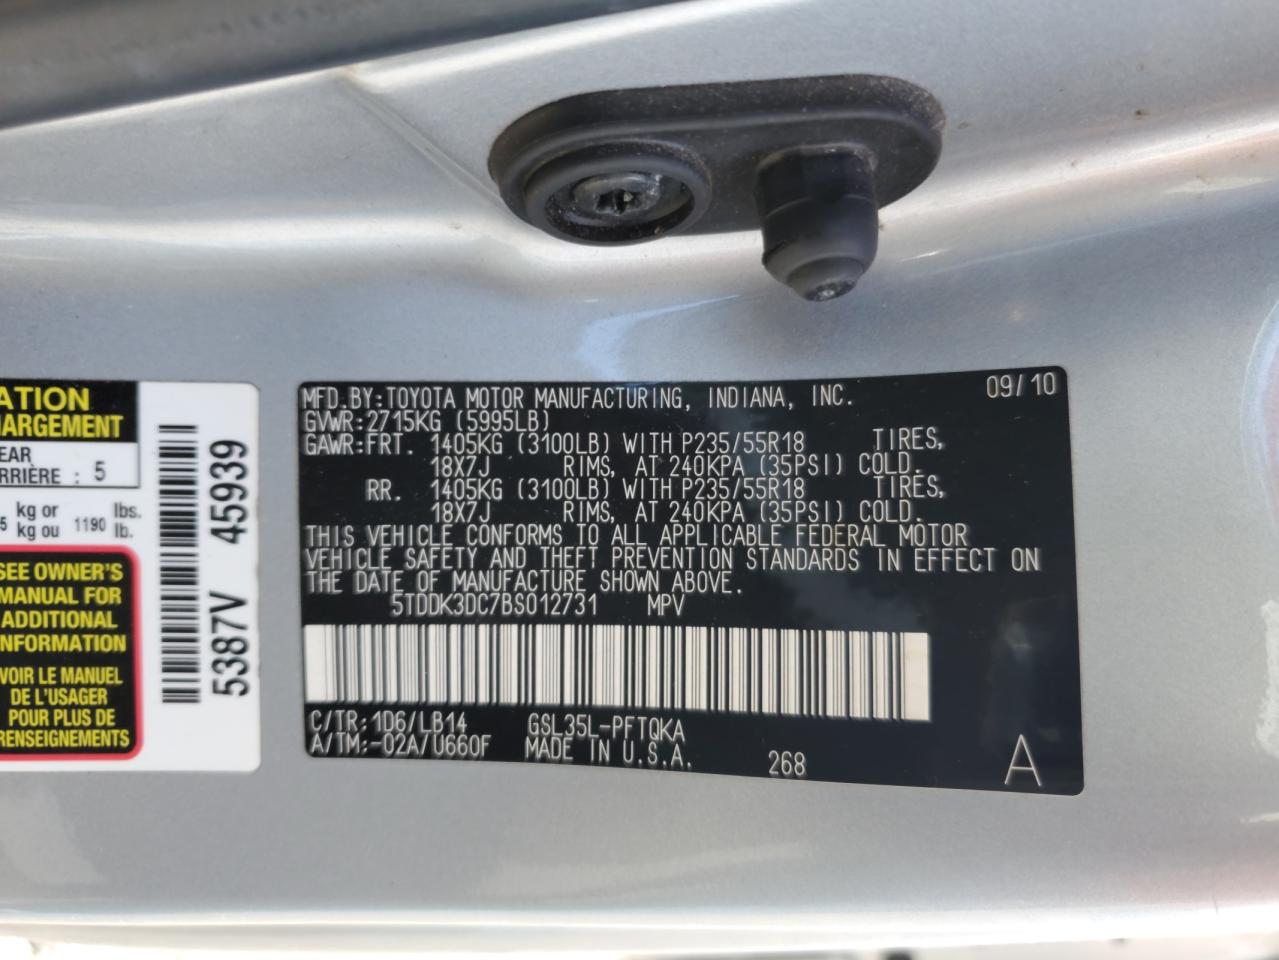 ATION
HARGEMENT
EAR
RRIÈRE : 5
kg or lbs.
5 kg ou 1190 lb.
SEE OWNER'S
MANUAL FOR
ADDITIONAL
INFORMATION
VOIR LE MANUEL
DE L'USAGER
POUR PLUS DE
RENSEIGNEMENTS
5387V 45939
MFD.BY:TOYOTA MOTOR MANUFACTURING, INDIANA, INC. 09/10
GVWR:2715KG (5995LB)
GAWR:FRT. 1405KG (3100LB) WITH P235/55R18 TIRES,
18X7J RIMS, AT 240KPA (35PSI) COLD.
RR. 1405KG (3100LB) WITH P235/55R18 TIRES,
18X7J RIMS, AT 240KPA (35PSI) COLD.
THIS VEHICLE CONFORMS TO ALL APPLICABLE FEDERAL MOTOR
VEHICLE SAFETY AND THEFT PREVENTION STANDARDS IN EFFECT ON
THE DATE OF MANUFACTURE SHOWN ABOVE.
5TDDK3DC7BS012731 MPV
C/TR:1D6/LB14 GSL35L-PFTQKA
A/TM:-02A/U660F MADE IN U.S.A. 268 A